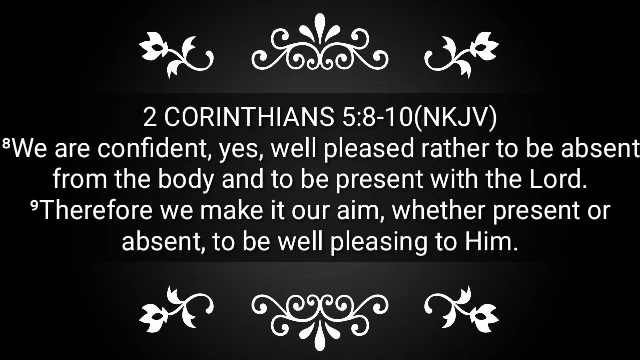 2 CORINTHIANS 5:8-10(NKJV)
⁸We are confident, yes, well pleased rather to be absent
from the body and to be present with the Lord.
⁹Therefore we make it our aim, whether present or
absent, to be well pleasing to Him.